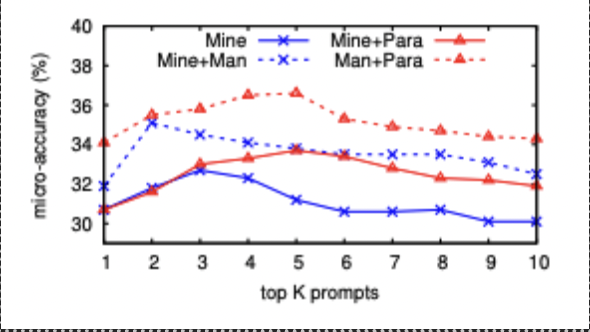 40
38
36
34
32
30
micro-accuracy (%)
Mine
Mine+Para
Mine+Man
Man+Para
1 2 3 4 5 6 7 8 9 10
top K prompts